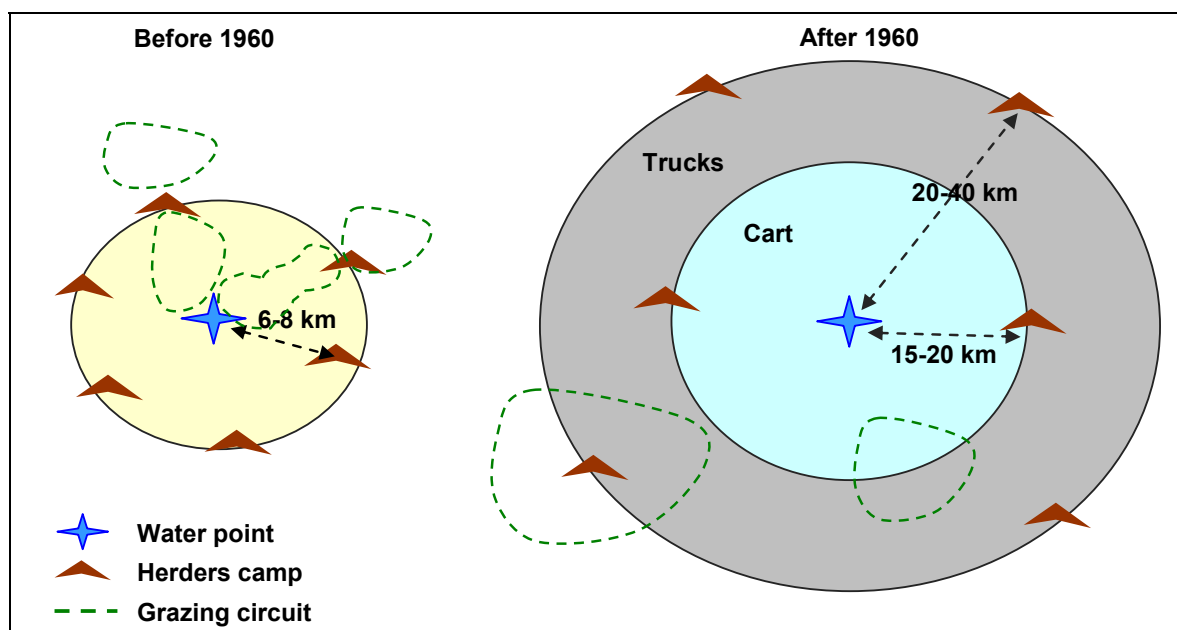 Before 1960
After 1960
Trucks
20-40 km
Cart
6-8 km
15-20 km
Water point
Herders camp
Grazing circuit